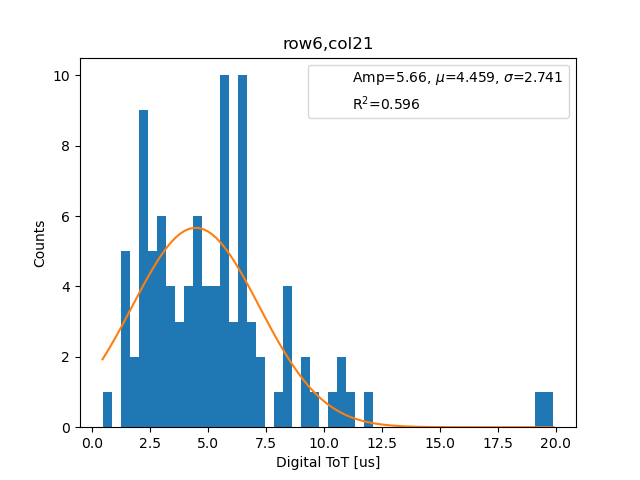 row6,col21
Amp=5.66, μ=4.459, σ=2.741
R²=0.596
Counts
10
8
6
4
2
0
0.0 2.5 5.0 7.5 10.0 12.5 15.0 17.5 20.0
Digital ToT [us]